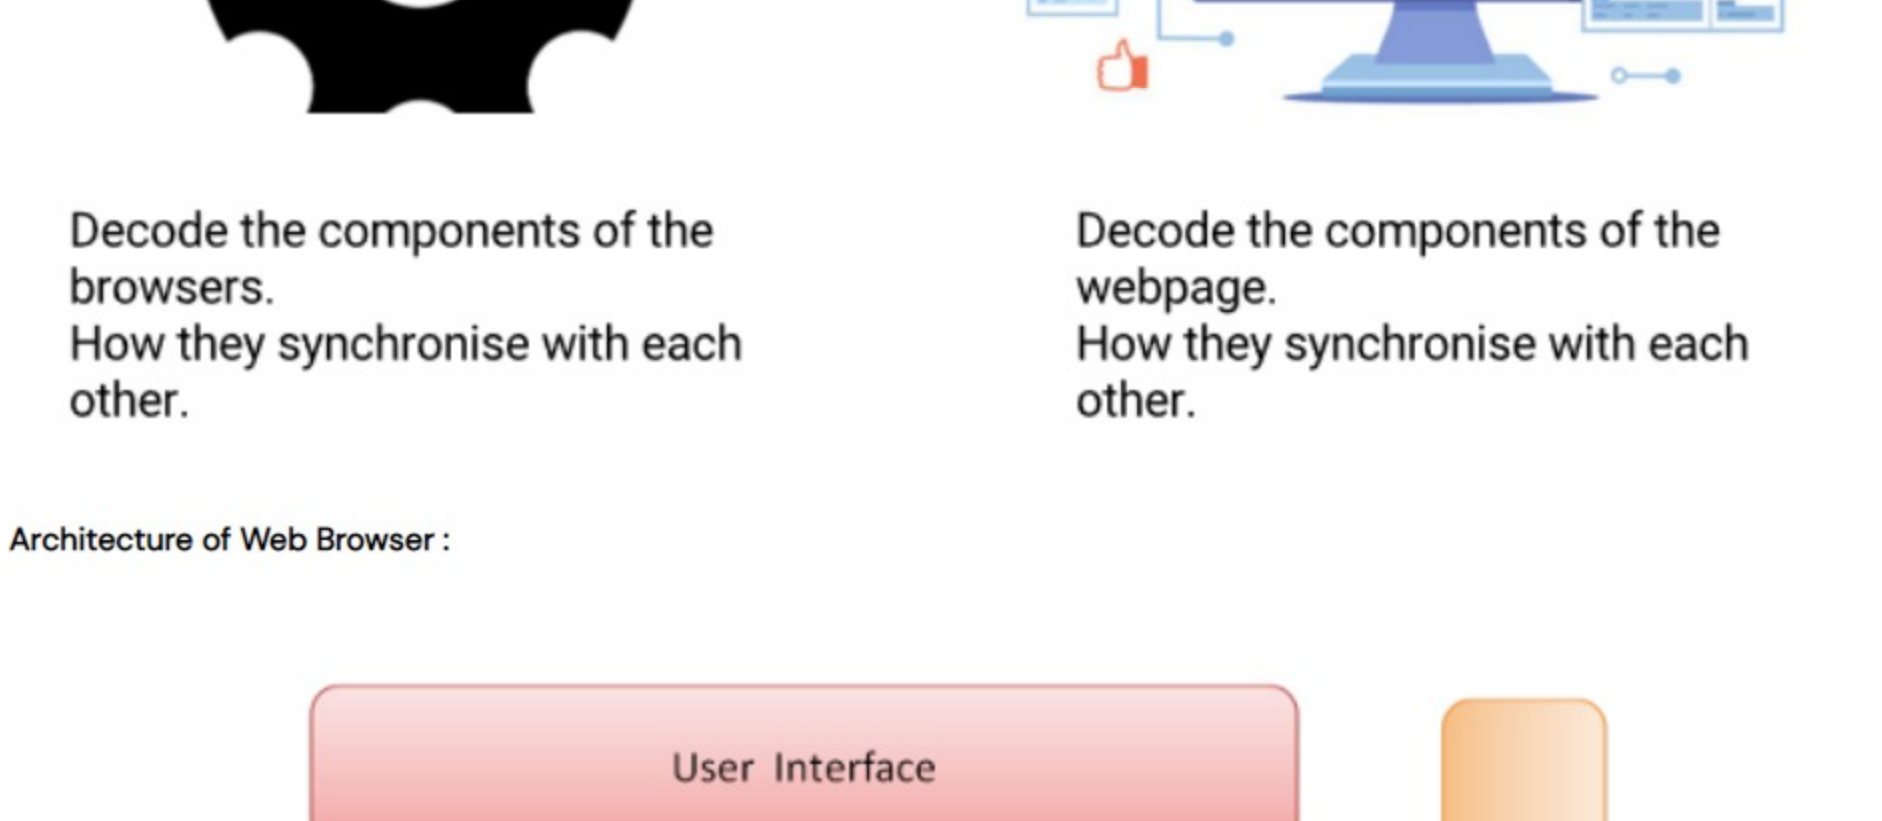 Decode the components of the
browsers.
How they synchronise with each
other.
Decode the components of the
webpage.
How they synchronise with each
other.
Architecture of Web Browser :
User Interface